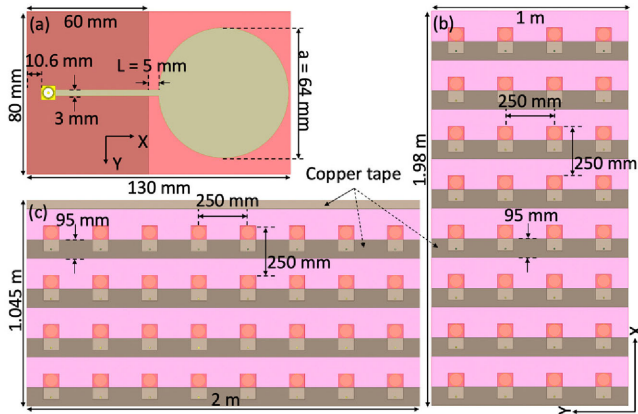 (a)
60 mm
10.6 mm
L = 5 mm
a = 64 mm
80 mm
3 mm
X
Y
130 mm
(b)
1 m
250 mm
250 mm
1.98 m
95 mm
X
Y
Copper tape
(c)
250 mm
95 mm
250 mm
1.045 m
2 m